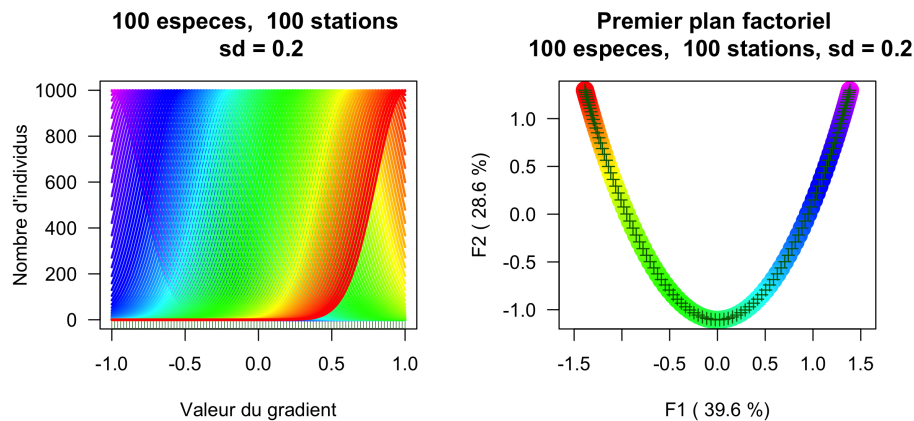 100 especes,  100 stations
sd = 0.2
Nombre d'individus
1000
800
600
400
200
0
-1.0 -0.5 0.0 0.5 1.0
Valeur du gradient
Premier plan factoriel
100 especes,  100 stations, sd = 0.2
F2 ( 28.6 %)
1.0
0.5
0.0
-0.5
-1.0
-1.5 -0.5 0.0 0.5 1.0 1.5
F1 ( 39.6 %)